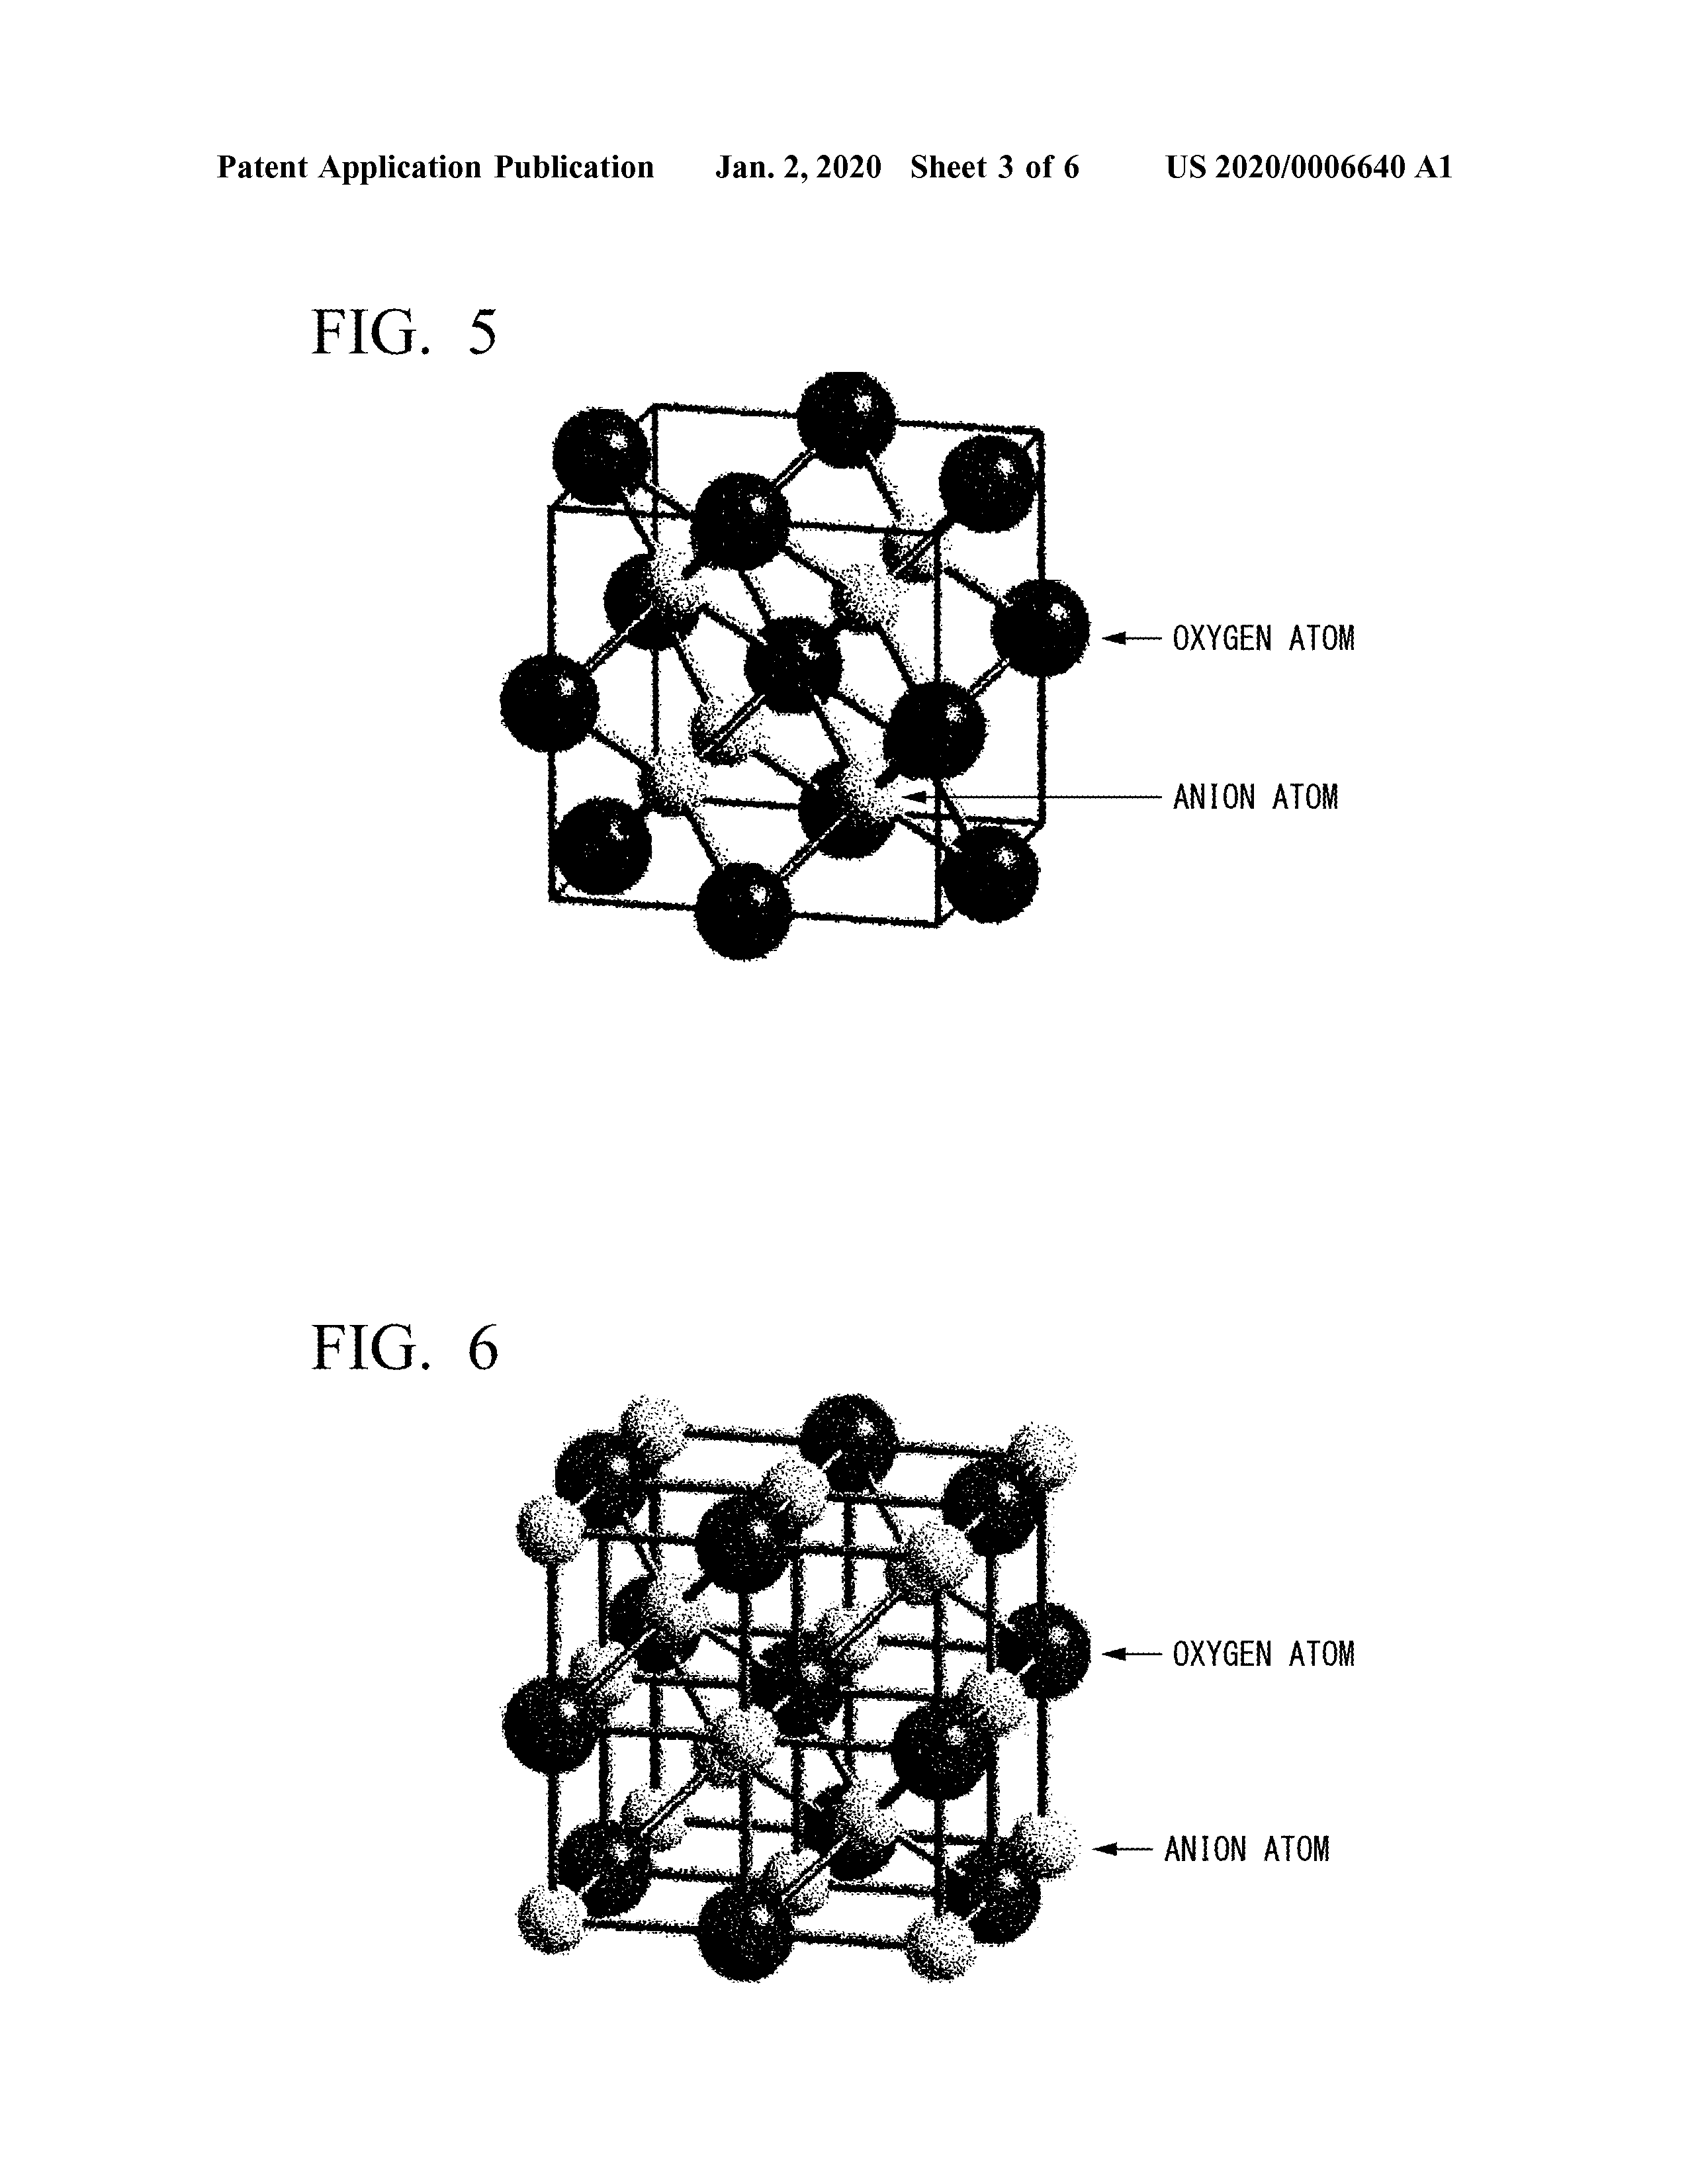 Patent Application Publication Jan. 2, 2020 Sheet 3 of 6 US 2020/0006640 A1
FIG. 5
OXYGEN ATOM
ANION ATOM
FIG. 6
OXYGEN ATOM
ANION ATOM